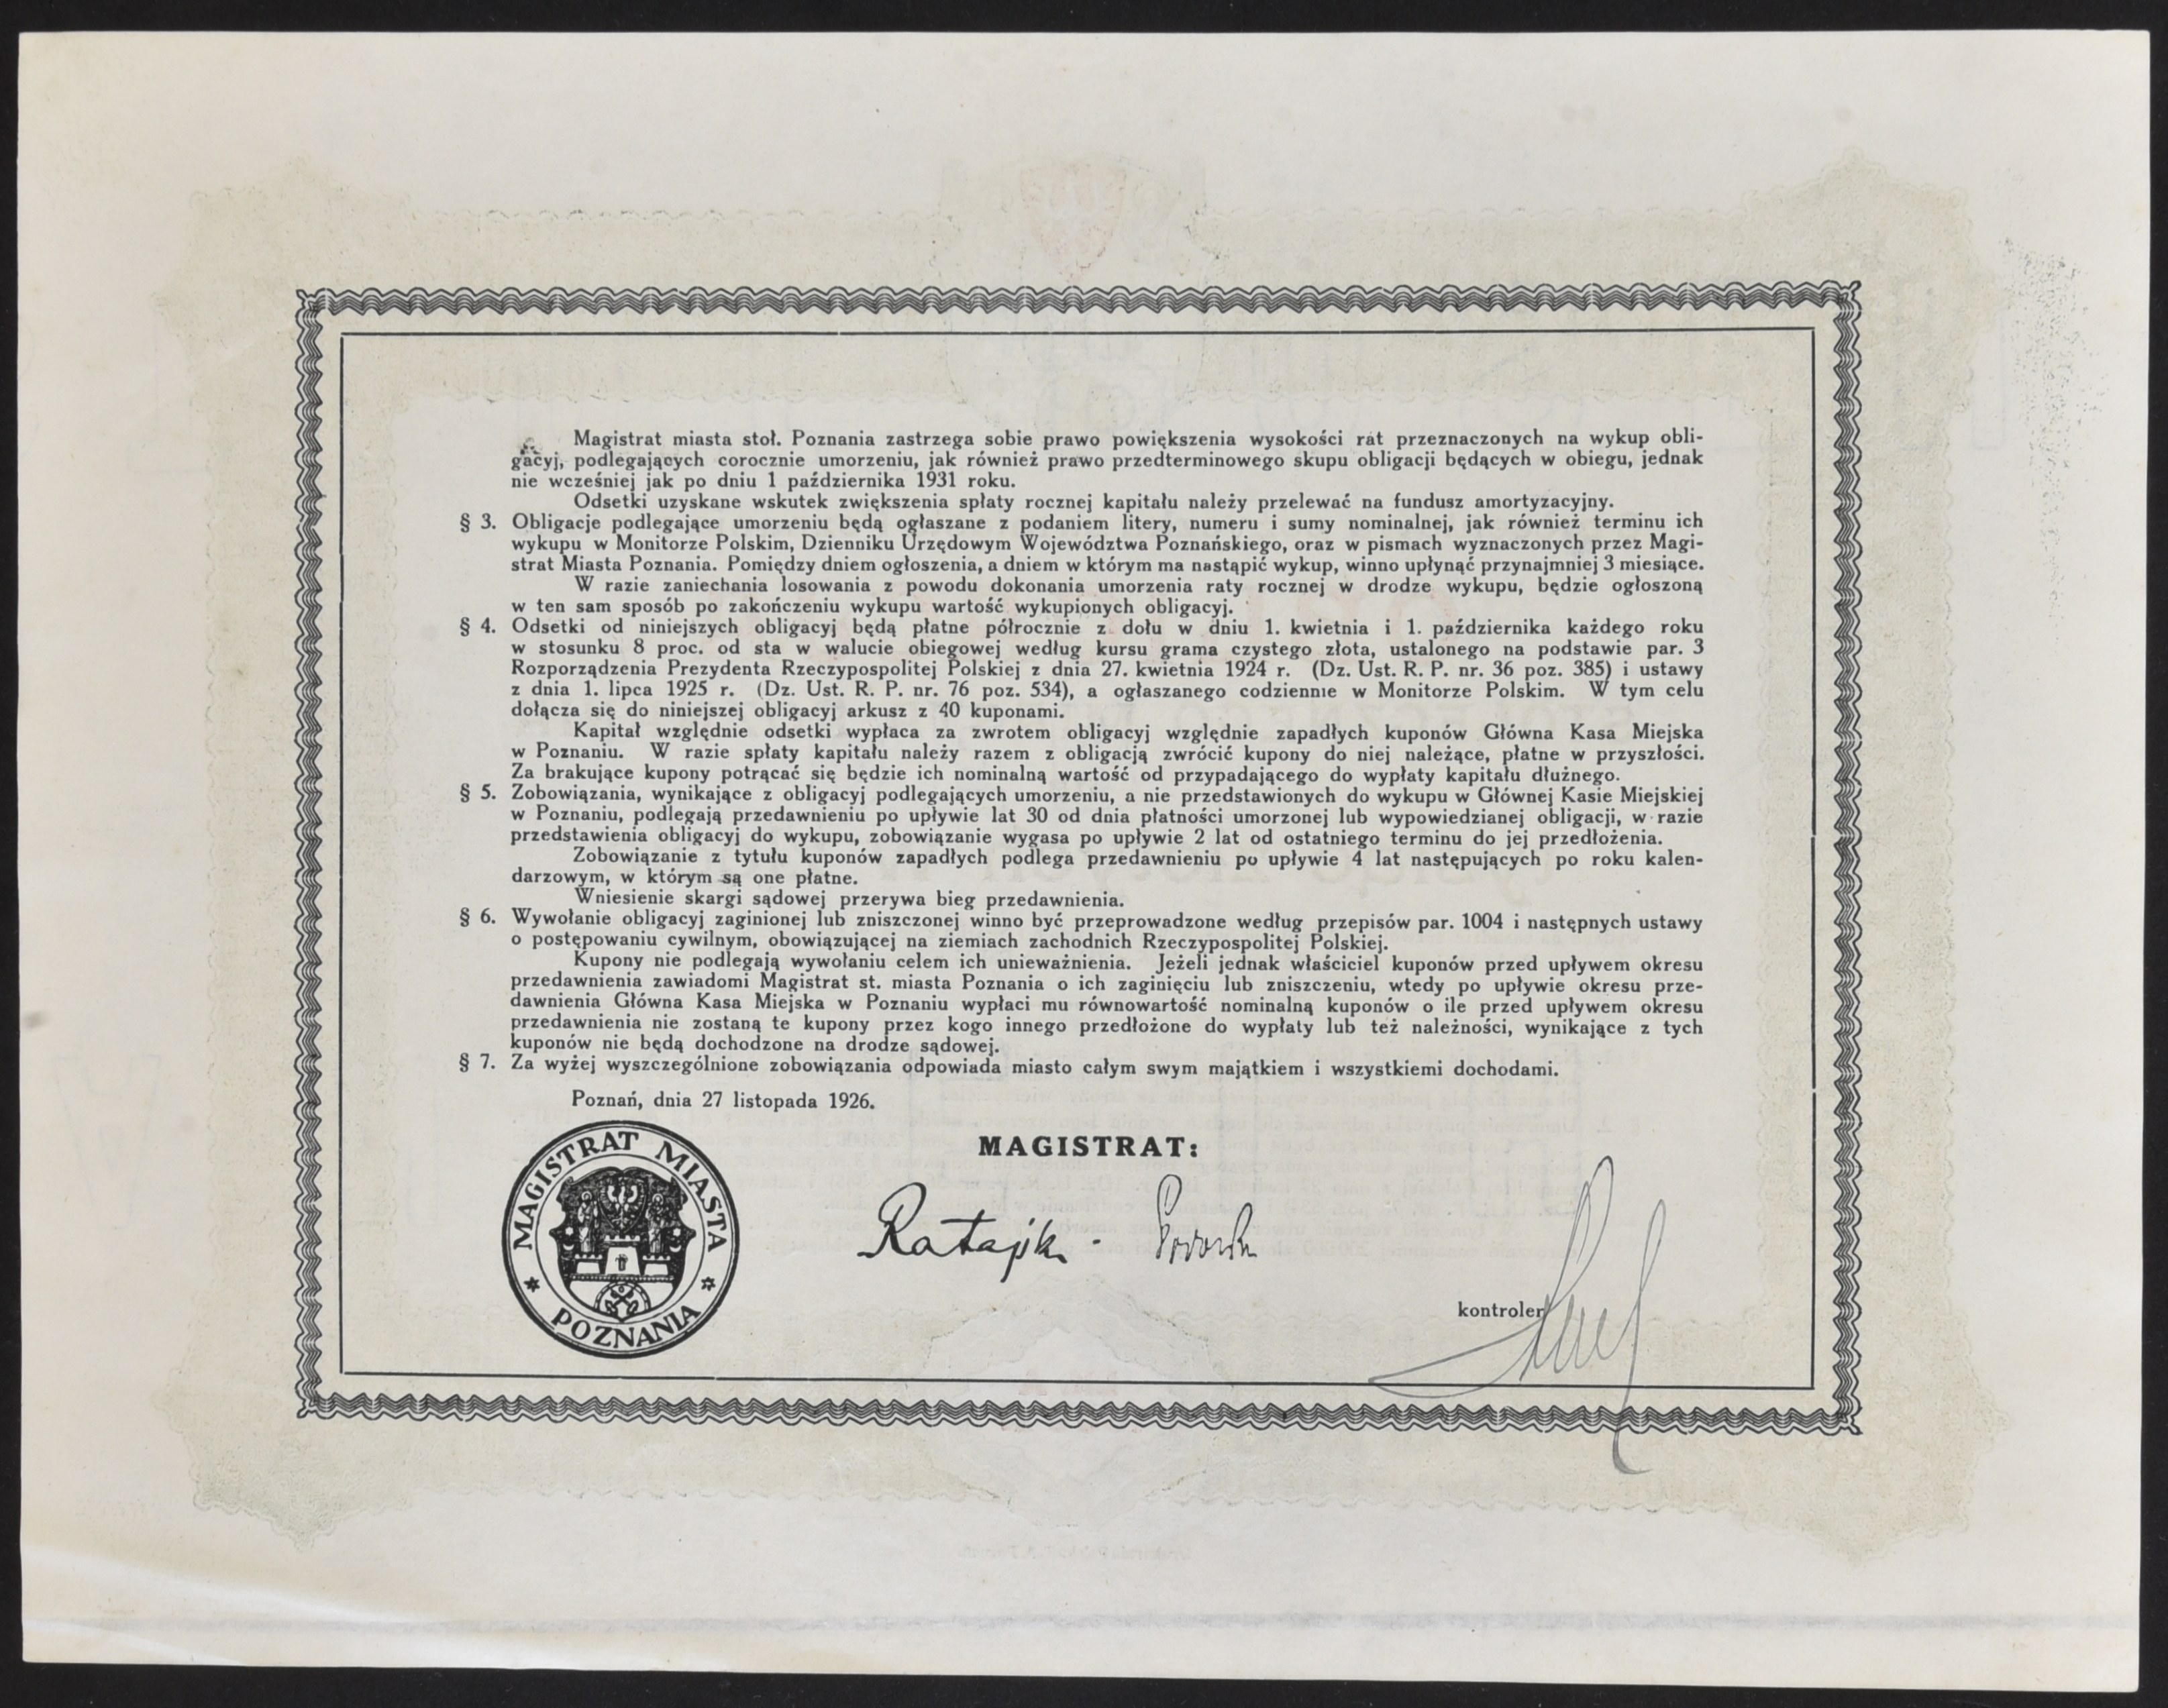 Magistrat miasta stoł. Poznania zastrzega sobie prawo powiększenia wysokości rat przeznaczonych na wykup obli-
gacyj, podlegających corocznie umorzeniu, jak również prawo przedterminowego skupu obligacji będących w obiegu, jednak
nie wcześniej jak po dniu 1 października 1931 roku.
Odsetki uzyskane wskutek zwiększenia spłaty rocznej kapitału należy przelewać na fundusz amortyzacyjny.
§ 3. Obligacje podlegające umorzeniu będą ogłaszane z podaniem litery, numeru i sumy nominalnej, jak również terminu ich
wykupu w Monitorze Polskim, Dzienniku Urzędowym Województwa Poznańskiego, oraz w pismach wyznaczonych przez Magi-
strat Miasta Poznania. Pomiędzy dniem ogłoszenia, a dniem w którym ma nastąpić wykup, winno upłynąć przynajmniej 3 miesiące.
W razie zaniechania losowania z powodu dokonania umorzenia raty rocznej w drodze wykupu, będzie ogłoszoną
w ten sam sposób po zakończeniu wykupu wartość wykupionych obligacyj.
§ 4. Odsetki od niniejszych obligacyj będą płatne półrocznie z dołu w dniu 1. kwietnia i 1. października każdego roku
w stosunku 8 proc. od sta w walucie obiegowej według kursu grama czystego złota, ustalonego na podstawie par. 3
Rozporządzenia Prezydenta Rzeczypospolitej Polskiej z dnia 27. kwietnia 1924 r. (Dz. Ust. R. P. nr. 36 poz. 385) i ustawy
z dnia 1. lipca 1925 r. (Dz. Ust. R. P. nr. 76 poz. 534), a ogłaszanego codziennie w Monitorze Polskim. W tym celu
dołącza się do niniejszej obligacyj arkusz z 40 kuponami.
Kapitał względnie odsetki wypłaca za zwrotem obligacyj względnie zapadłych kuponów Główna Kasa Miejska
w Poznaniu. W razie spłaty kapitału należy razem z obligacją zwrócić kupony do niej należące, płatne w przyszłości.
Za brakujące kupony potrącać się będzie ich nominalną wartość od przypadającego do wypłaty kapitału dłużnego.
§ 5. Zobowiązania, wynikające z obligacyj podlegających umorzeniu, a nie przedstawionych do wykupu w Głównej Kasie Miejskiej
w Poznaniu, podlegają przedawnieniu po upływie lat 30 od dnia płatności umorzonej lub wypowiedzianej obligacji, w razie
przedstawienia obligacyj do wykupu, zobowiązanie wygasa po upływie 2 lat od ostatniego terminu do jej przedłożenia.
Zobowiązanie z tytułu kuponów zapadłych podlega przedawnieniu po upływie 4 lat następujących po roku kalen-
darzowym, w którym są one płatne.
Wniesienie skargi sądowej przerywa bieg przedawnienia.
§ 6. Wywołanie obligacyj zaginionej lub zniszczonej winno być przeprowadzone według przepisów par. 1004 i następnych ustawy
o postępowaniu cywilnym, obowiązującej na ziemiach zachodnich Rzeczypospolitej Polskiej.
Kupony nie podlegają wywołaniu celem ich unieważnienia. Jeżeli jednak właściciel kuponów przed upływem okresu
przedawnienia zawiadomi Magistrat st. miasta Poznania o ich zaginięciu lub zniszczeniu, wtedy po upływie okresu prze-
dawnienia Główna Kasa Miejska w Poznaniu wypłaci mu równowartość nominalną kuponów o ile przed upływem okresu
przedawnienia nie zostaną te kupony przez kogo innego przedłożone do wypłaty lub też należności, wynikające z tych
kuponów nie będą dochodzone na drodze sądowej.
§ 7. Za wyżej wyszczególnione zobowiązania odpowiada miasto całym swym majątkiem i wszystkiemi dochodami.
Poznań, dnia 27 listopada 1926.
MAGISTRAT:
MAGISTRAT MIASTA
POZNANIA
kontroler